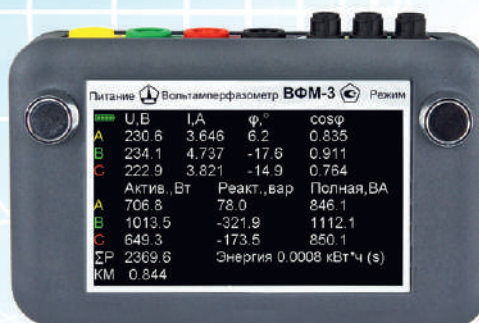 Питание Вольтамперфазометр ВФМ-3 Режим
U,В I,А φ,° cosφ
A 230.6 3.646 6.2 0.835
B 234.1 4.737 -17.6 0.911
C 222.9 3.821 -14.9 0.764
Актив.,Вт Реакт.,вар Полная,ВА
A 706.8 78.0 846.1
B 1013.5 -321.9 1112.1
C 649.3 -173.5 850.1
ΣP 2369.6 Энергия 0.0008 кВт*ч (s)
КМ 0.844